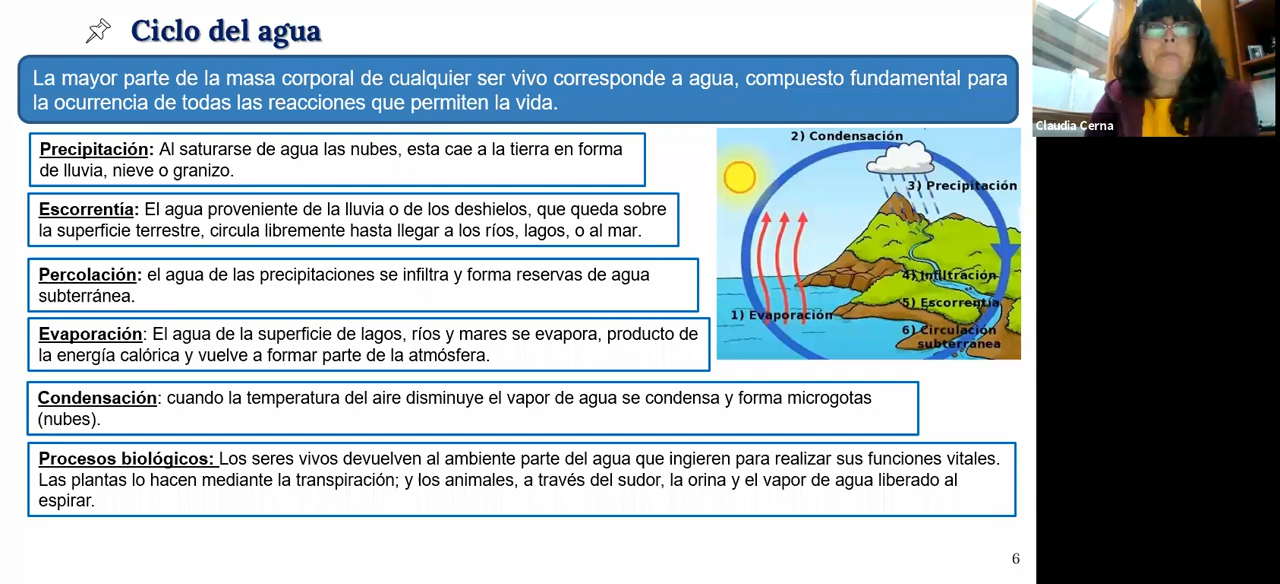 Ciclo del agua
La mayor parte de la masa corporal de cualquier ser vivo corresponde a agua, compuesto fundamental para
la ocurrencia de todas las reacciones que permiten la vida.
Precipitación: Al saturarse de agua las nubes, esta cae a la tierra en forma
de lluvia, nieve o granizo.
Escorrentía: El agua proveniente de la lluvia o de los deshielos, que queda sobre
la superficie terrestre, circula libremente hasta llegar a los ríos, lagos, o al mar.
Percolación: el agua de las precipitaciones se infiltra y forma reservas de agua
subterránea.
Evaporación: El agua de la superficie de lagos, ríos y mares se evapora, producto de
la energía calórica y vuelve a formar parte de la atmósfera.
Condensación: cuando la temperatura del aire disminuye el vapor de agua se condensa y forma microgotas
(nubes).
Procesos biológicos: Los seres vivos devuelven al ambiente parte del agua que ingieren para realizar sus funciones vitales.
Las plantas lo hacen mediante la transpiración; y los animales, a través del sudor, la orina y el vapor de agua liberado al
espirar.
2) Condensación
3) Precipitación
4) Infiltración
5) Escorrentía
1) Evaporación
6) Circulación
subterranea
6
Claudia Cerna